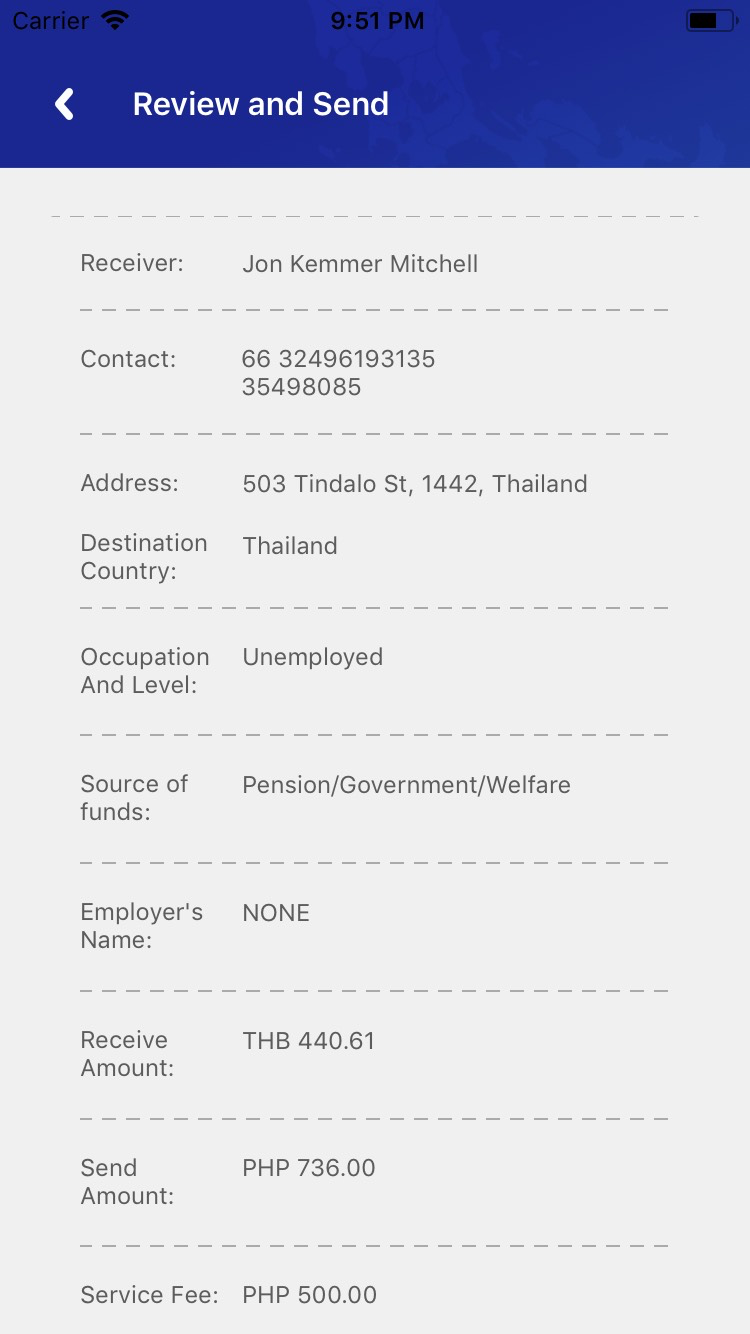 Carrier 9:51 PM
Review and Send
Receiver: Jon Kemmer Mitchell
Contact: 66 32496193135
35498085
Address: 503 Tindalo St, 1442, Thailand
Destination Thailand
Country:
Occupation Unemployed
And Level:
Source of Pension/Government/Welfare
funds:
Employer's NONE
Name:
Receive THB 440.61
Amount:
Send PHP 736.00
Amount:
Service Fee: PHP 500.00